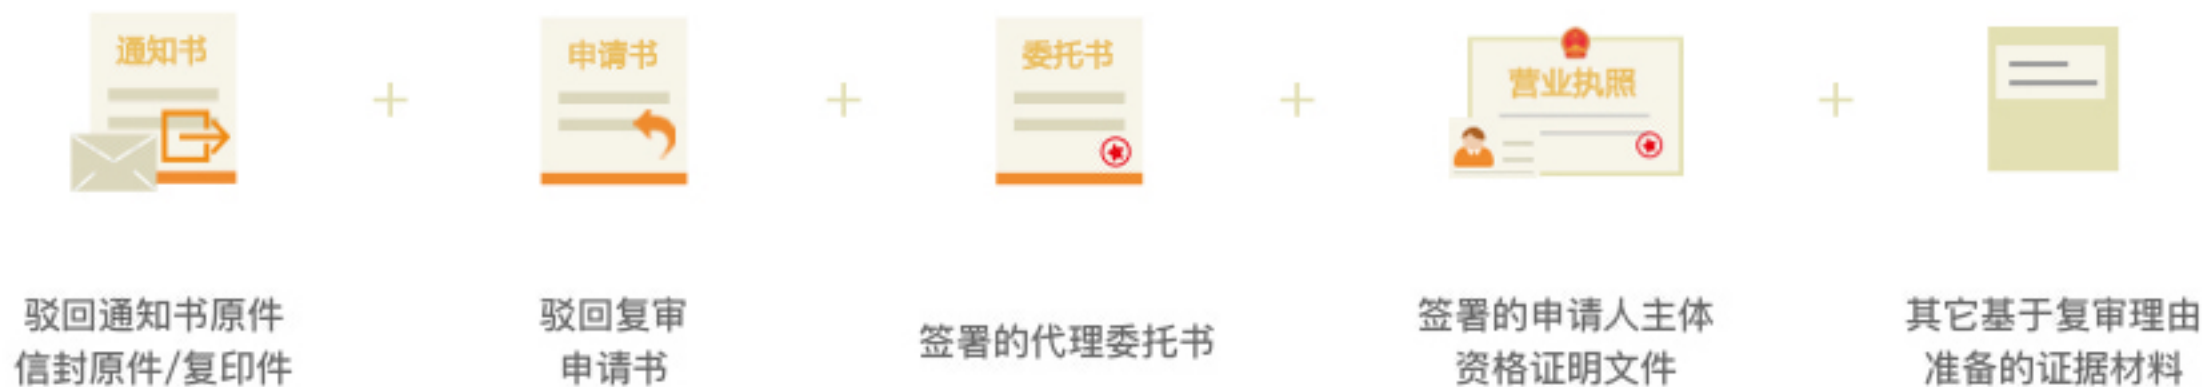 通知书
申请书
委托书
营业执照
驳回通知书原件
信封原件/复印件
驳回复审
申请书
签署的代理委托书
签署的申请人主体
资格证明文件
其它基于复审理由
准备的证据材料